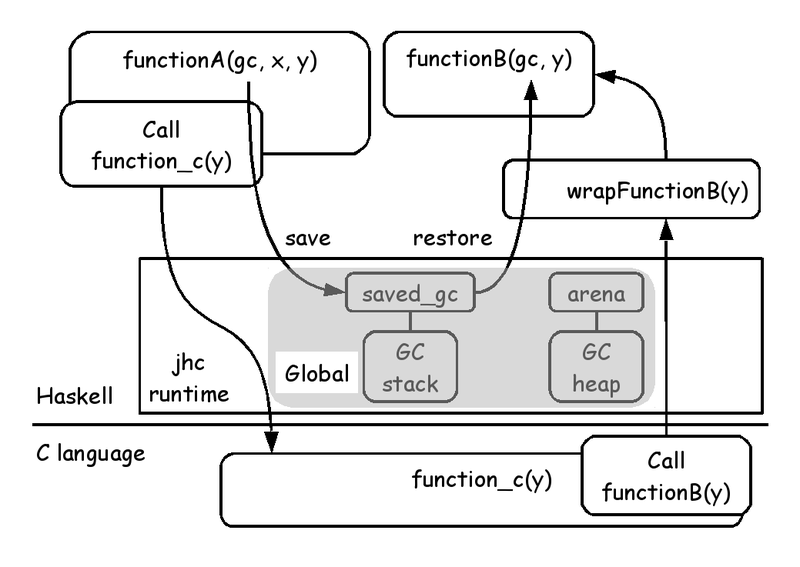 functionA(gc, x, y)
functionB(gc, y)
Call
function_c(y)
wrapFunctionB(y)
save
restore
saved_gc
arena
jhc
runtime
Global
GC
stack
GC
heap
Haskell
C language
function_c(y)
Call
functionB(y)